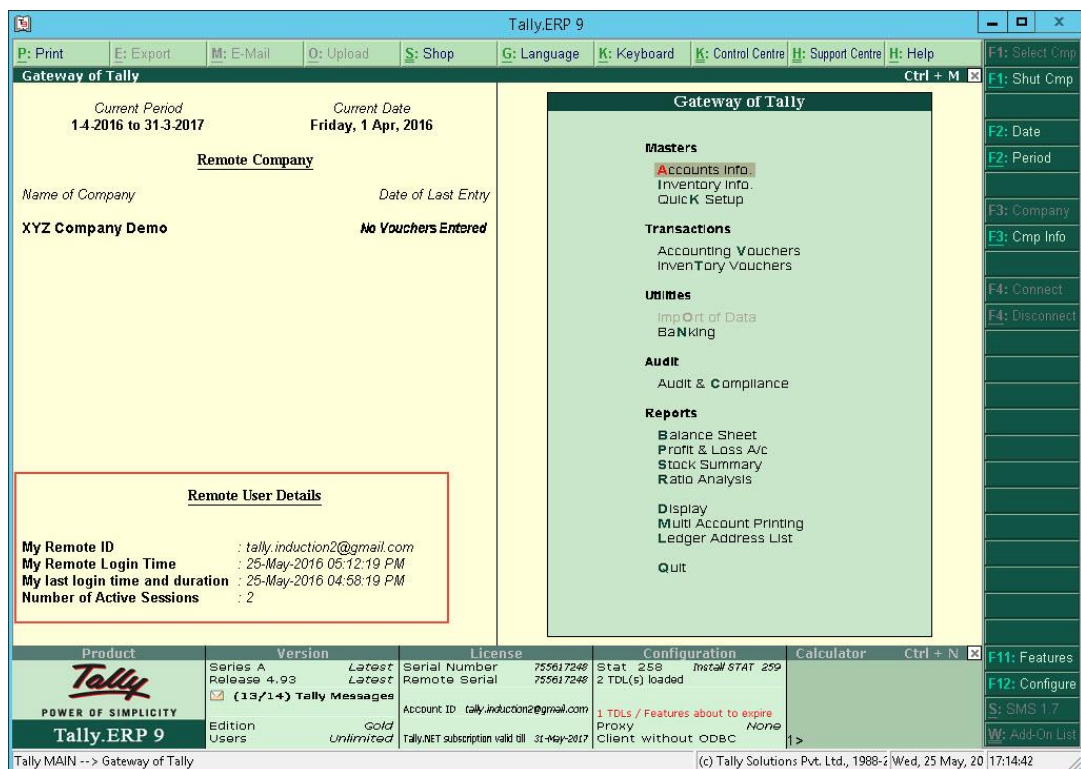 Tally.ERP 9
P: Print E: Export M: E-Mail O: Upload S: Shop G: Language K: Keyboard K: Control Centre H: Support Centre H: Help
Gateway of Tally Ctrl + M
Current Period Current Date
1-4-2016 to 31-3-2017 Friday, 1 Apr, 2016
Remote Company
Name of Company Date of Last Entry
XYZ Company Demo No Vouchers Entered
Remote User Details
My Remote ID : tally.induction2@gmail.com
My Remote Login Time : 25-May-2016 05:12:19 PM
My last login time and duration : 25-May-2016 04:58:19 PM
Number of Active Sessions : 2
Gateway of Tally
Masters
Accounts Info.
Inventory Info.
QuicK Setup
Transactions
Accounting Vouchers
InvenTory Vouchers
Utilities
ImpOrt of Data
BaNking
Audit
Audit & Compliance
Reports
Balance Sheet
Profit & Loss A/c
Stock Summary
Ratio Analysis
Display
Multi Account Printing
Ledger Address List
Quit
F1: Select Cmp
F1: Shut Cmp
F2: Date
F2: Period
F3: Company
F3: Cmp Info
F4: Connect
F4: Disconnect
F11: Features
F12: Configure
S: SMS 1.7
W: Add-On List
Product
Tally
POWER OF SIMPLICITY
Tally.ERP 9
Version
Series A Latest
Release 4.93 Latest
(13/14) Tally Messages
Edition Gold
Users Unlimited
License
Serial Number 755617248
Remote Serial 755617248
Account ID tally.induction2@gmail.com
Tally.NET subscription valid till 31-May-2017
Configuration
Stat 258 Install STAT 259
2 TDL(s) loaded
1 TDLs / Features about to expire
Proxy None
Client without ODBC
Calculator Ctrl + N
1>
Tally MAIN --> Gateway of Tally (c) Tally Solutions Pvt. Ltd., 1988-2 Wed, 25 May, 20 17:14:42